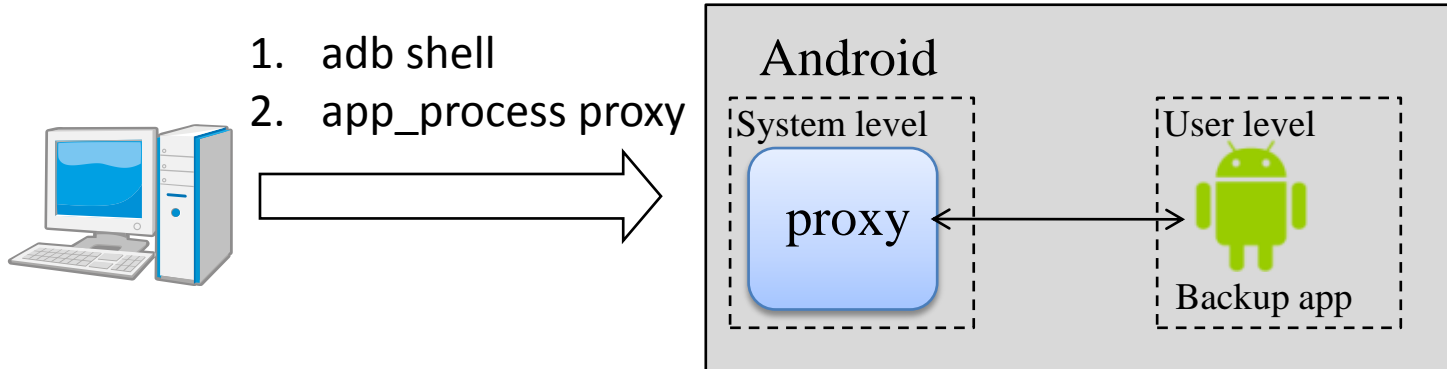 1. adb shell
2. app_process proxy
Android
System level
proxy
User level
Backup app